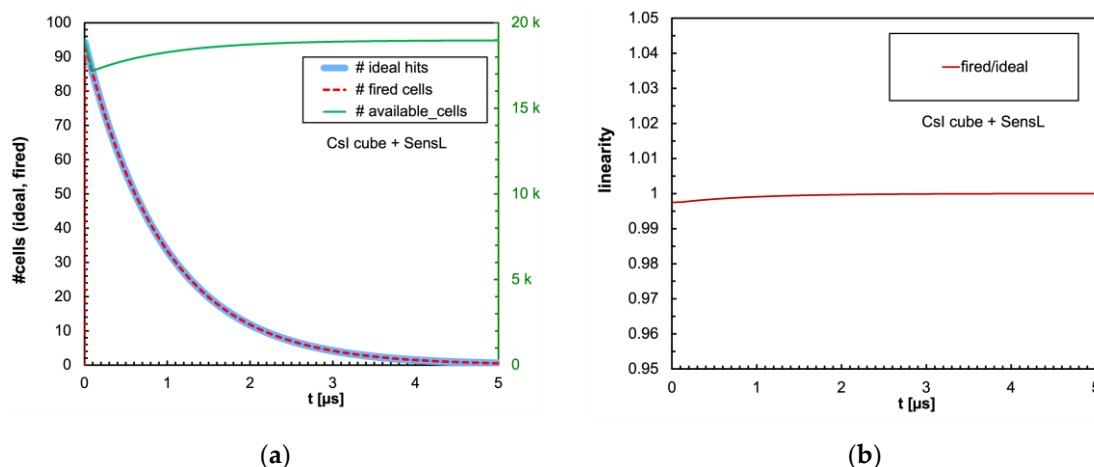 100
90
80
70
60
50
40
30
20
10
0
#cells (ideal, fired)
20 k
15 k
10 k
5 k
0
# ideal hits
# fired cells
# available_cells
CsI cube + SensL
0 1 2 3 4 5
t [µs]
(a)
1.05
1.04
1.03
1.02
1.01
1
0.99
0.98
0.97
0.96
0.95
linearity
fired/ideal
CsI cube + SensL
0 1 2 3 4 5
t [µs]
(b)